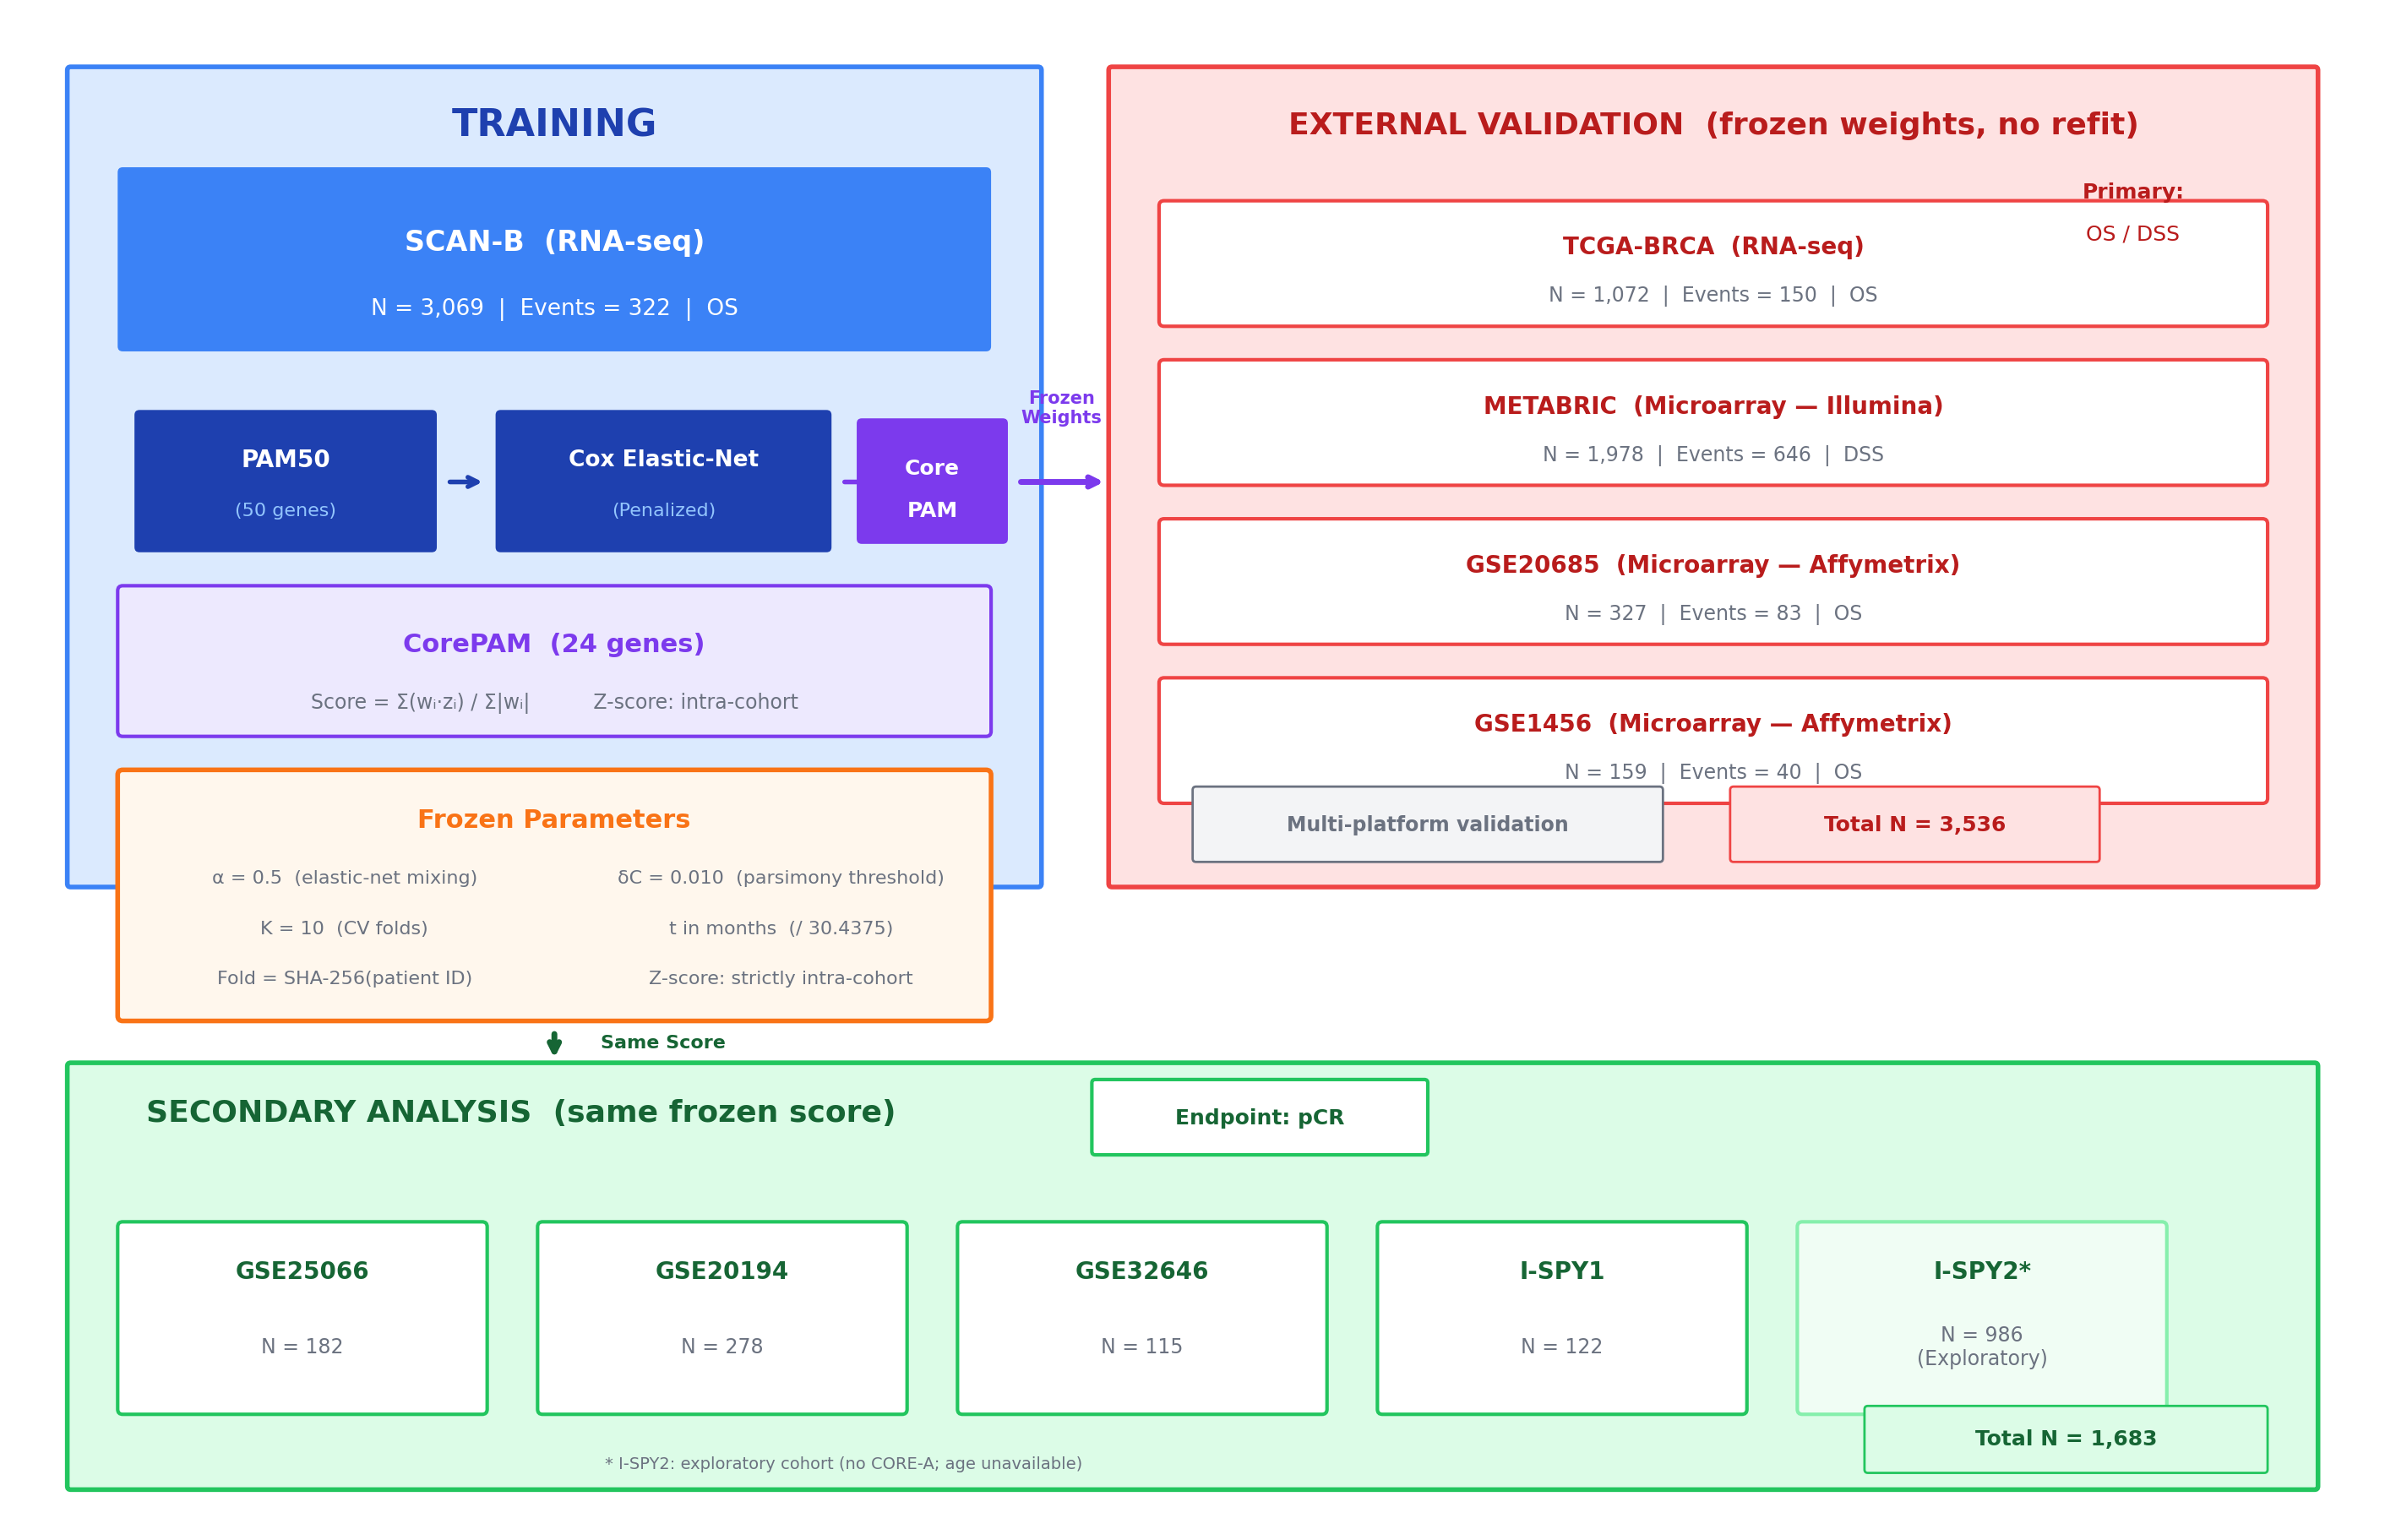 TRAINING
SCAN-B (RNA-seq)
N = 3,069 | Events = 322 | OS
PAM50
(50 genes)
Cox Elastic-Net
(Penalized)
Core
PAM
Frozen
Weights
CorePAM (24 genes)
Score = Σ(wᵢ·zᵢ) / Σ|wᵢ| Z-score: intra-cohort
Frozen Parameters
α = 0.5 (elastic-net mixing) δC = 0.010 (parsimony threshold)
K = 10 (CV folds) t in months (/ 30.4375)
Fold = SHA-256(patient ID) Z-score: strictly intra-cohort
EXTERNAL VALIDATION (frozen weights, no refit)
Primary:
OS / DSS
TCGA-BRCA (RNA-seq)
N = 1,072 | Events = 150 | OS
METABRIC (Microarray — Illumina)
N = 1,978 | Events = 646 | DSS
GSE20685 (Microarray — Affymetrix)
N = 327 | Events = 83 | OS
GSE1456 (Microarray — Affymetrix)
N = 159 | Events = 40 | OS
Multi-platform validation
Total N = 3,536
Same Score
SECONDARY ANALYSIS (same frozen score)
Endpoint: pCR
GSE25066
N = 182
GSE20194
N = 278
GSE32646
N = 115
I-SPY1
N = 122
I-SPY2*
N = 986
(Exploratory)
Total N = 1,683
* I-SPY2: exploratory cohort (no CORE-A; age unavailable)